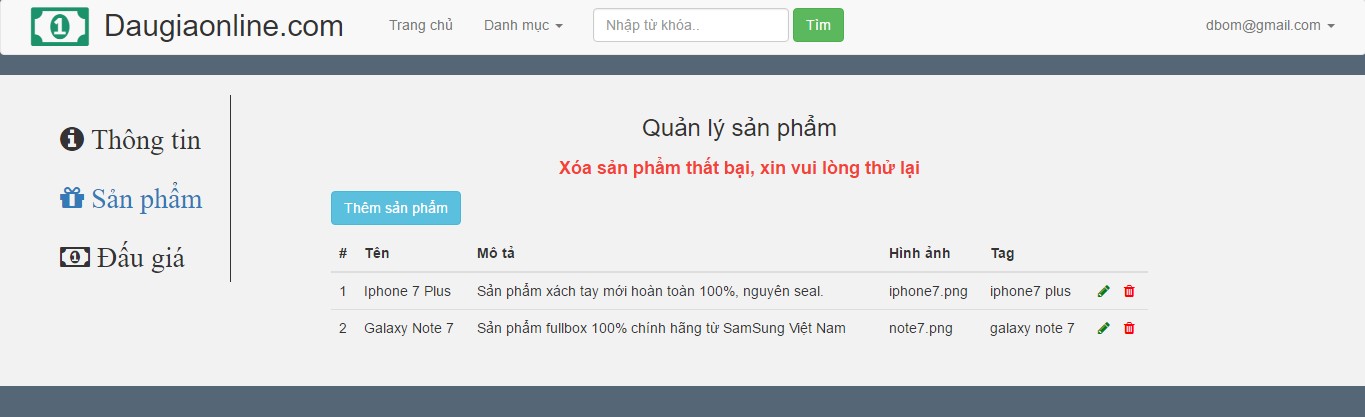 Daugiaonline.com Trang chủ Danh mục Nhập từ khóa.. Tìm dbom@gmail.com
Thông tin
Sản phẩm
Đấu giá
Quản lý sản phẩm
Xóa sản phẩm thất bại, xin vui lòng thử lại
Thêm sản phẩm
# Tên Mô tả Hình ảnh Tag
1 Iphone 7 Plus Sản phẩm xách tay mới hoàn toàn 100%, nguyên seal. iphone7.png iphone7 plus
2 Galaxy Note 7 Sản phẩm fullbox 100% chính hãng từ SamSung Việt Nam note7.png galaxy note 7